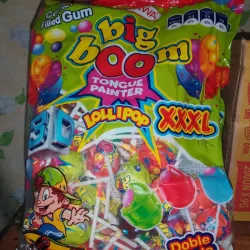 Filled Gum
big
boom
TONGUE
PAINTER
LOLLIPOP
XXXL
3D
Doble